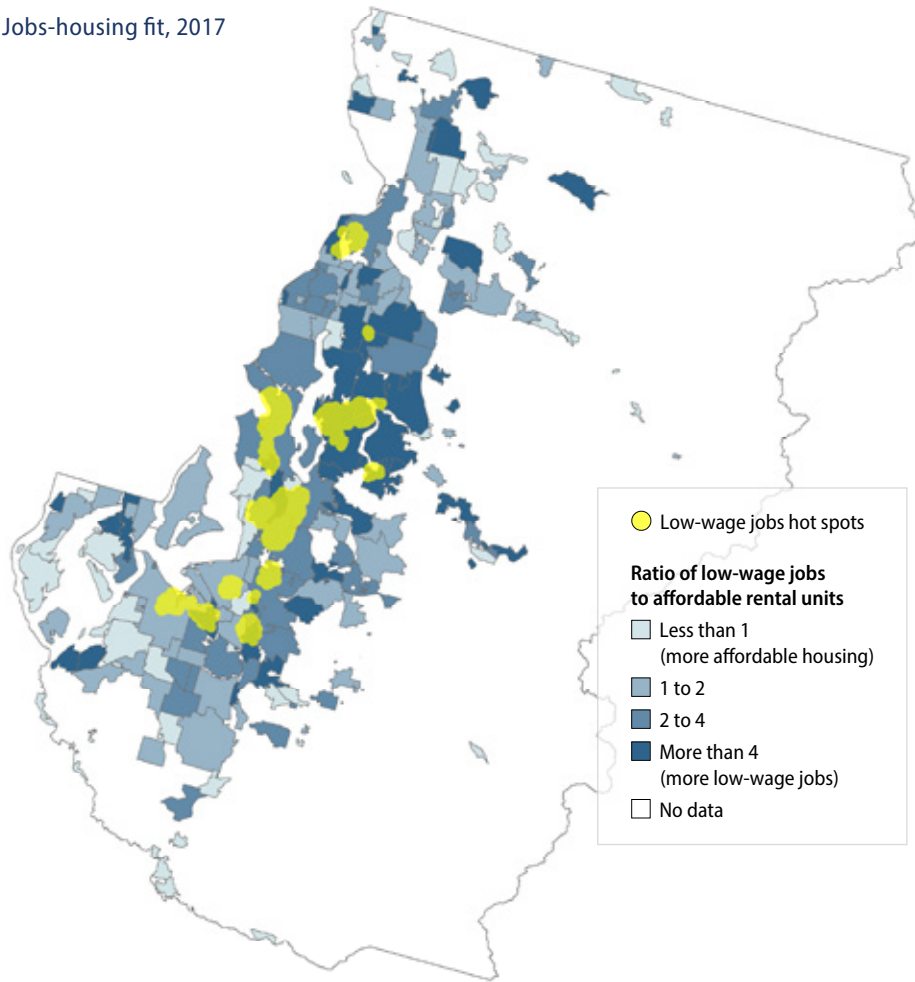 Jobs-housing fit, 2017
Low-wage jobs hot spots
Ratio of low-wage jobs
to affordable rental units
Less than 1
(more affordable housing)
1 to 2
2 to 4
More than 4
(more low-wage jobs)
No data